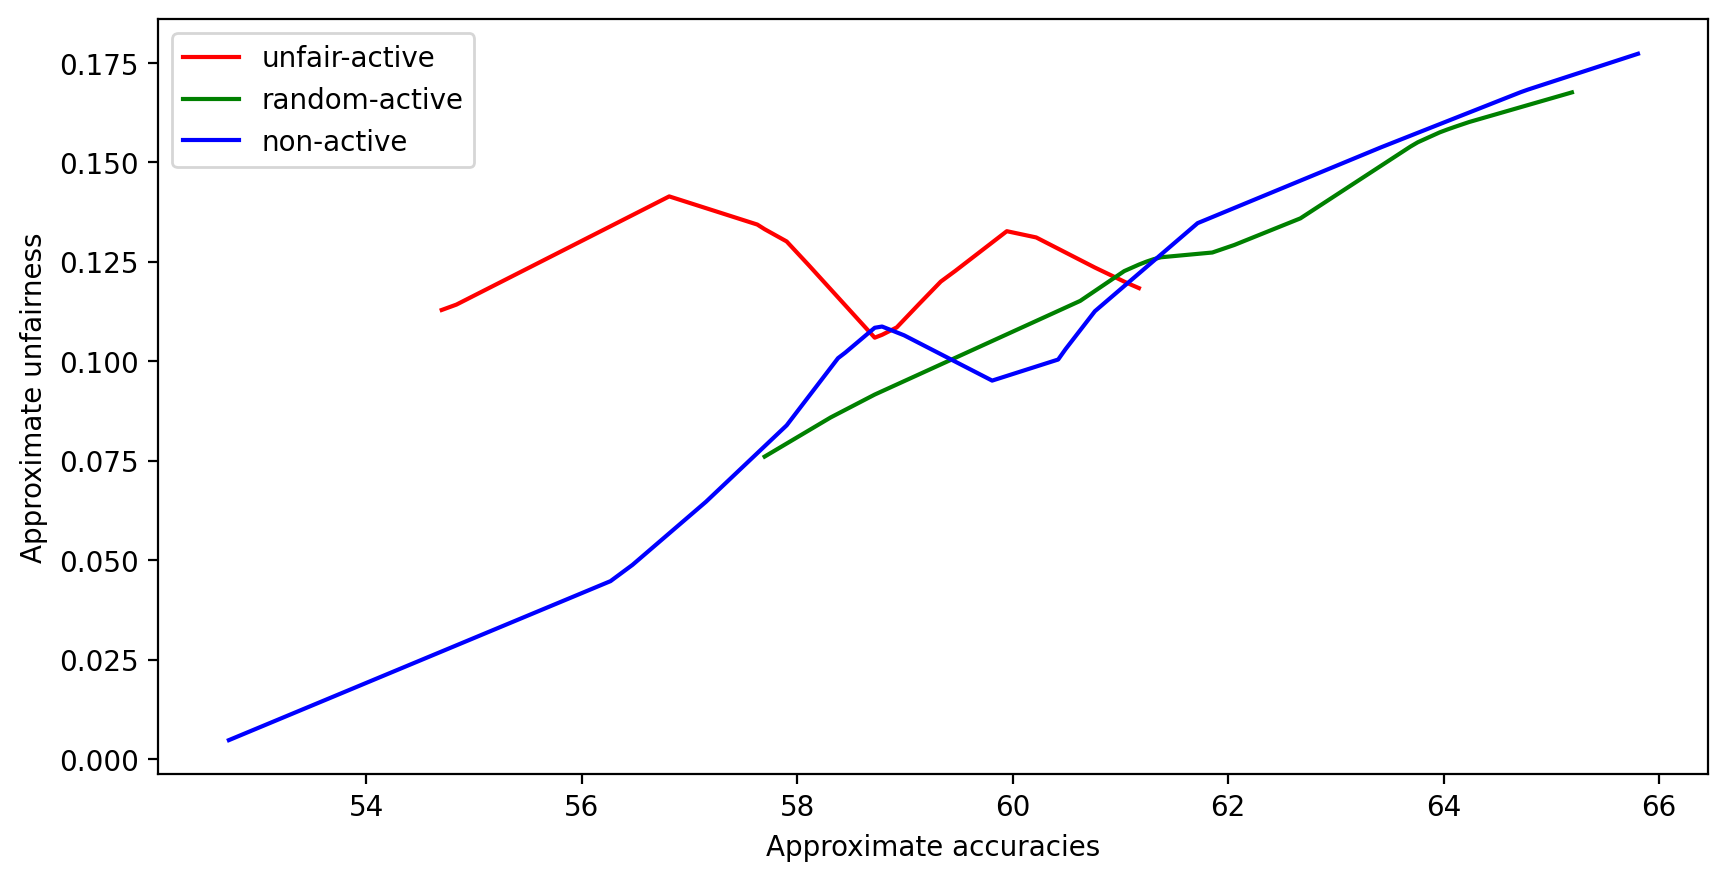 unfair-active
random-active
non-active
0.175
0.150
0.125
0.100
0.075
0.050
0.025
0.000
Approximate unfairness
54 56 58 60 62 64 66
Approximate accuracies